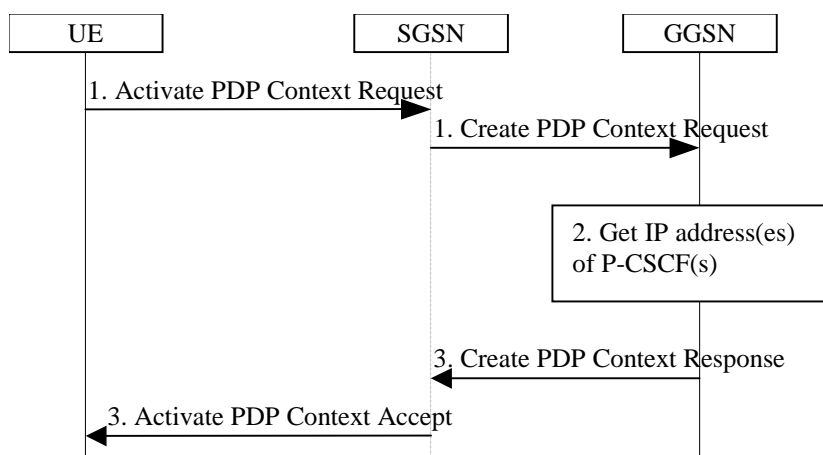 UE
SGSN
GGSN
1. Activate PDP Context Request
1. Create PDP Context Request
2. Get IP address(es)
of P-CSCF(s)
3. Create PDP Context Response
3. Activate PDP Context Accept